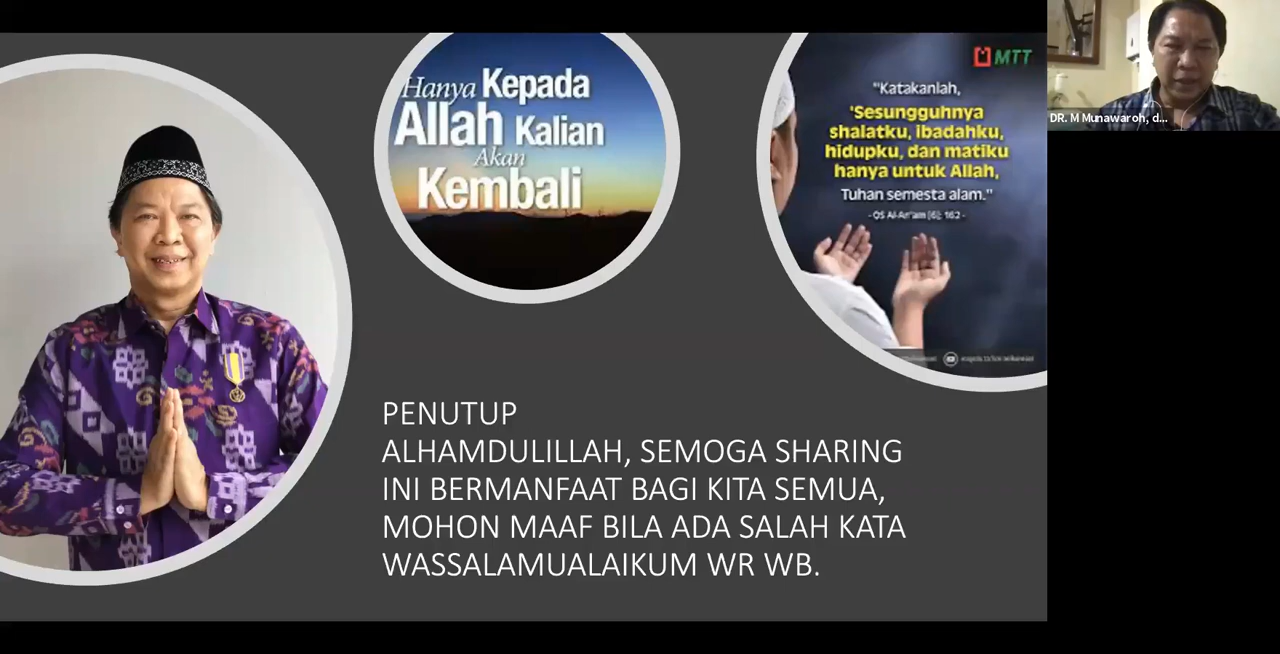 Hanya Kepada
Allah Kalian
Akan
Kembali
MTT
"Katakanlah,
'Sesungguhnya
shalatku, ibadahku,
hidupku, dan matiku
hanya untuk Allah,
Tuhan semesta alam."
- QS Al-An'am [6]: 162 -
DR. M Munawaroh, d...
PENUTUP
ALHAMDULILLAH, SEMOGA SHARING
INI BERMANFAAT BAGI KITA SEMUA,
MOHON MAAF BILA ADA SALAH KATA
WASSALAMUALAIKUM WR WB.